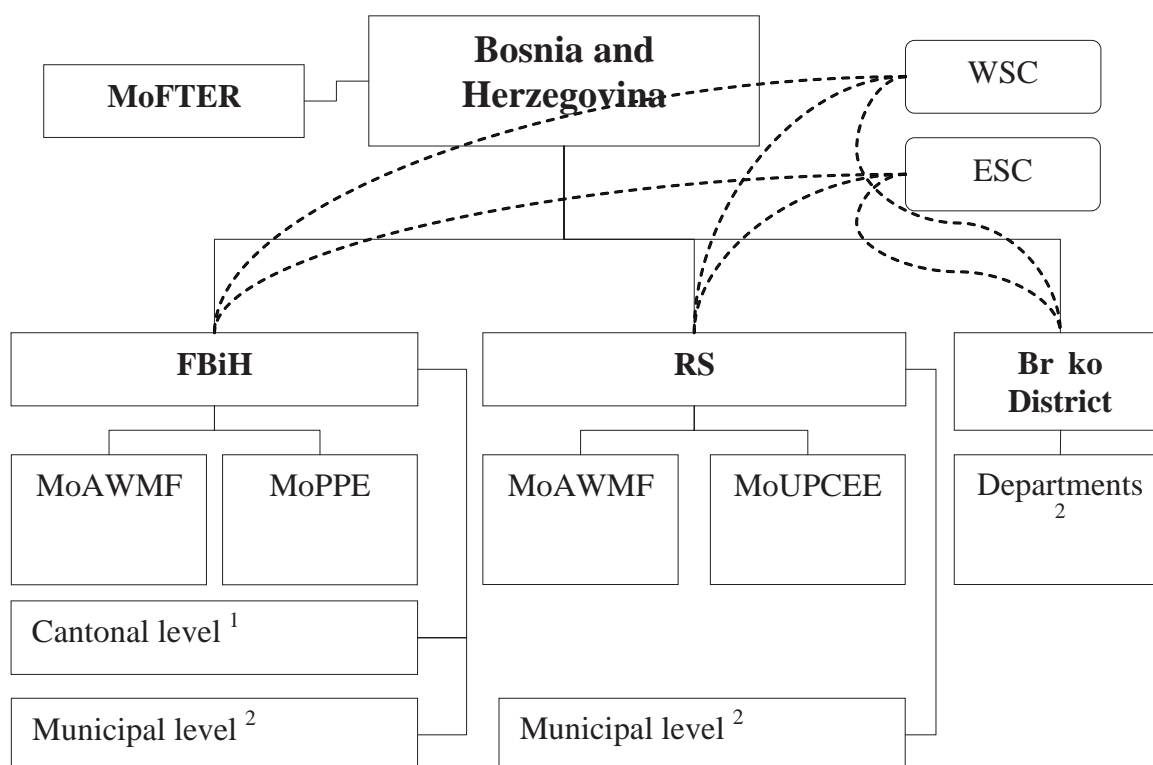 Bosnia and
Herzegovina
MoFTER
WSC
ESC
FBiH
RS
Br ko
District
MoAWMF
MoPPE
MoAWMF
MoUPCEE
Departments
2
Cantonal level 1
Municipal level 2
Municipal level 2